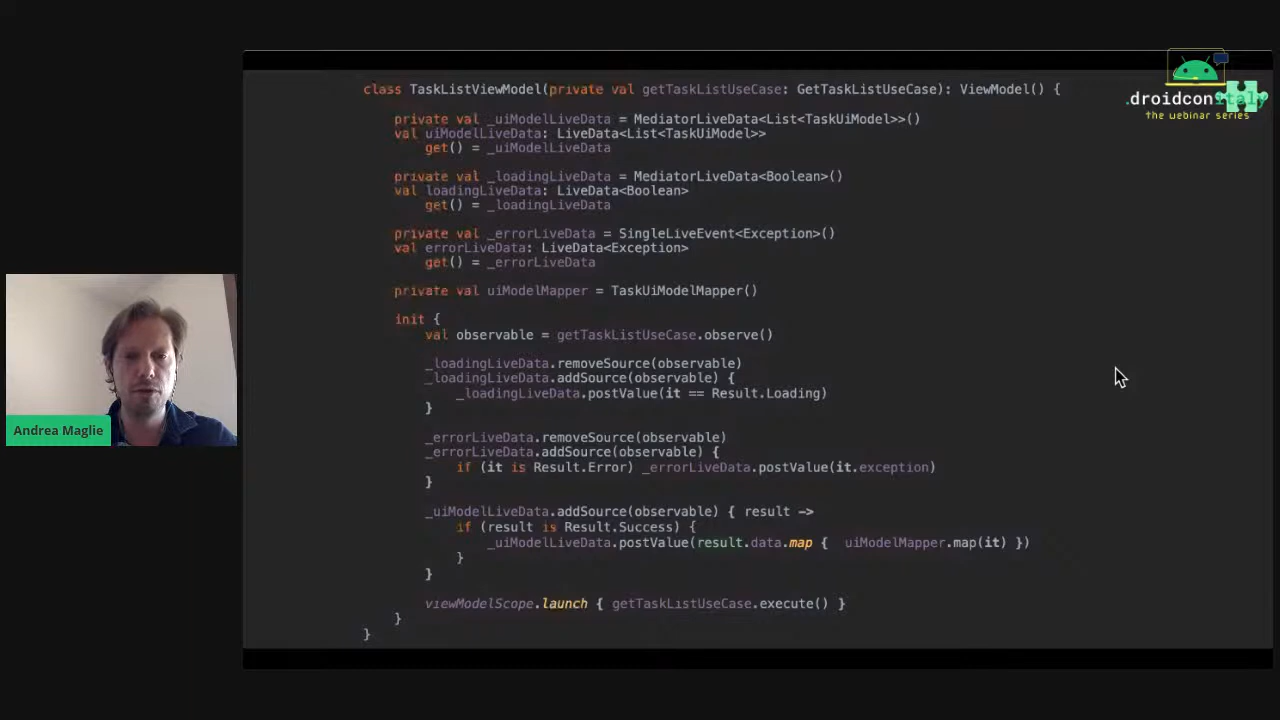 class TaskListViewModel(private val getTaskListUseCase: GetTaskListUseCase): ViewModel() {
private val _uiModelLiveData = MediatorLiveData<List<TaskUiModel>>()
val uiModelLiveData: LiveData<List<TaskUiModel>>
get() = _uiModelLiveData
private val _loadingLiveData = MediatorLiveData<Boolean>()
val loadingLiveData: LiveData<Boolean>
get() = _loadingLiveData
private val _errorLiveData = SingleLiveEvent<Exception>()
val errorLiveData: LiveData<Exception>
get() = _errorLiveData
private val uiModelMapper = TaskUiModelMapper()
init {
val observable = getTaskListUseCase.observe()
_loadingLiveData.removeSource(observable)
_loadingLiveData.addSource(observable) {
_loadingLiveData.postValue(it == Result.Loading)
}
_errorLiveData.removeSource(observable)
_errorLiveData.addSource(observable) {
if (it is Result.Error) _errorLiveData.postValue(it.exception)
}
_uiModelLiveData.addSource(observable) { result ->
if (result is Result.Success) {
_uiModelLiveData.postValue(result.data.map { uiModelMapper.map(it) })
}
}
viewModelScope.launch { getTaskListUseCase.execute() }
}
}
.droidconitaly
the webinar series
Andrea Maglie